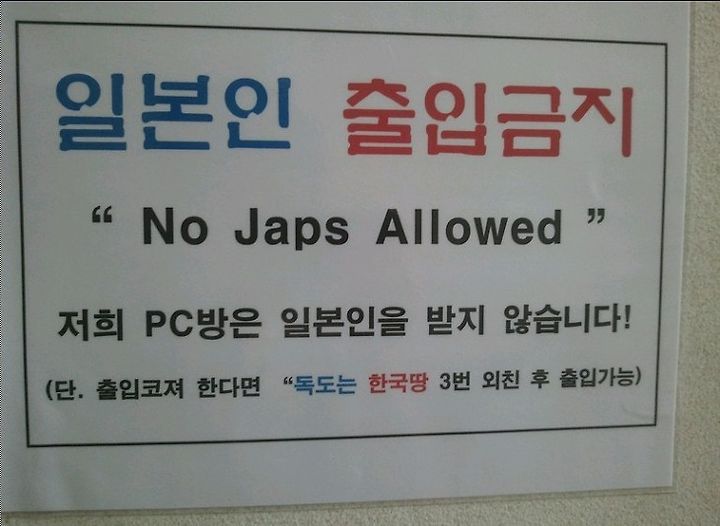 일본인 출입금지
“ No Japs Allowed ”
저희 PC방은 일본인을 받지 않습니다!
(단. 출입코져 한다면 “독도는 한국땅 3번 외친 후 출입가능)